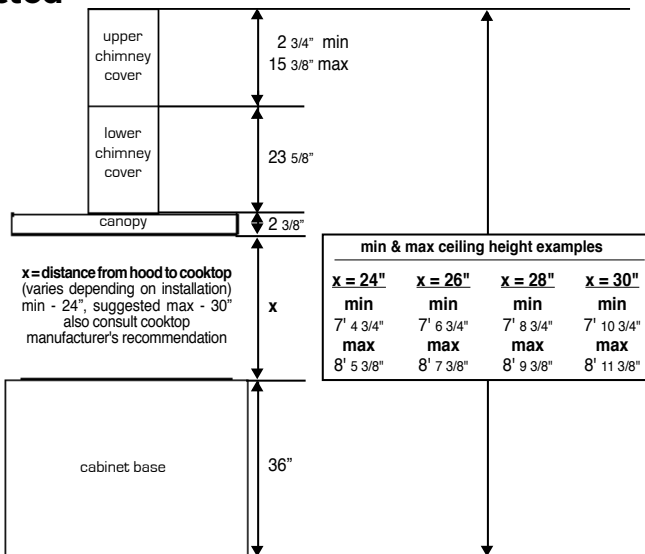 upper
chimney
cover
2 3/4" min
15 3/8" max
lower
chimney
cover
23 5/8"
canopy
2 3/8"
x = distance from hood to cooktop
(varies depending on installation)
min - 24", suggested max - 30"
also consult cooktop
manufacturer's recommendation
x
min & max ceiling height examples
x = 24" x = 26" x = 28" x = 30"
min min min min
7' 4 3/4" 7' 6 3/4" 7' 8 3/4" 7' 10 3/4"
max max max max
8' 5 3/8" 8' 7 3/8" 8' 9 3/8" 8' 11 3/8"
cabinet base
36"